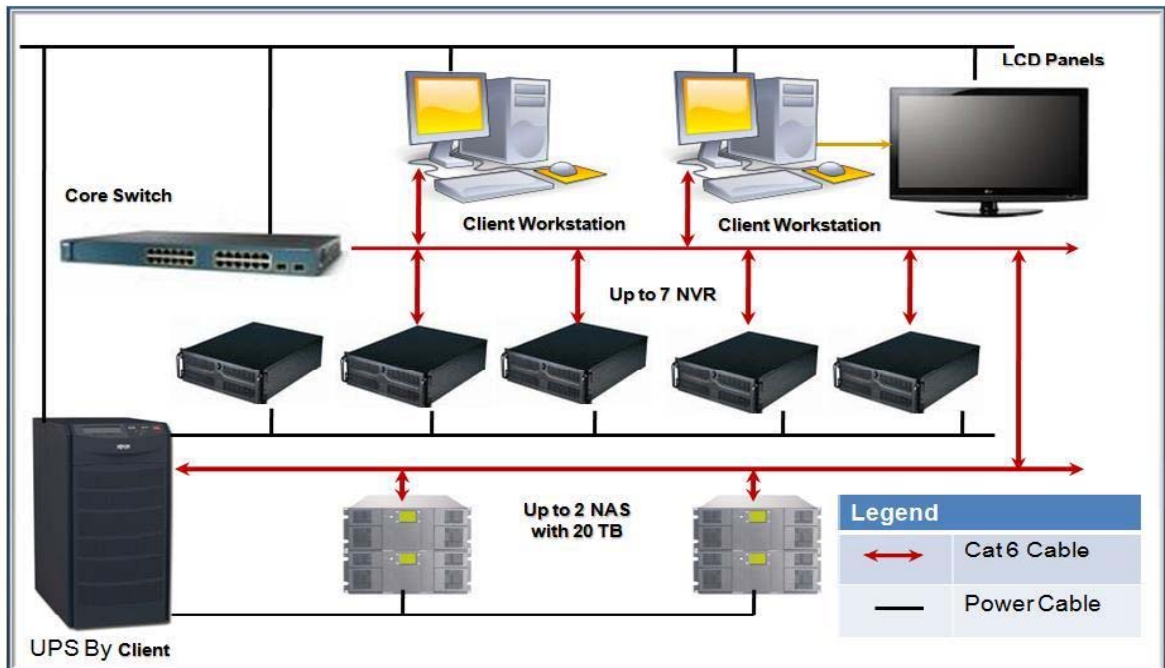 LCD Panels
Core Switch
Client Workstation
Client Workstation
Up to 7 NVR
Up to 2 NAS
with 20 TB
Legend
Cat 6 Cable
Power Cable
UPS By Client